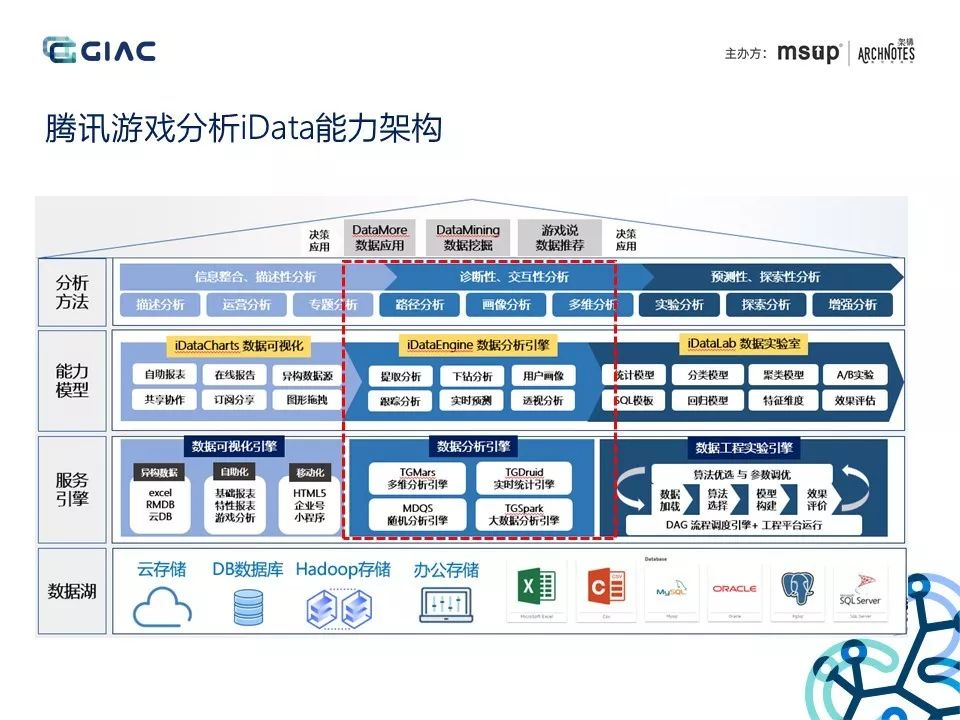 GIAC
主办方：
msup
架構
ARCHNOTES
腾讯游戏分析iData能力架构
决策
应用
DataMore
数据应用
DataMining
数据挖掘
游戏说
数据推荐
决策
应用
分析
方法
信息整合、描述性分析
诊断性、交互性分析
预测性、探索性分析
描述分析
运营分析
专题分析
路径分析
画像分析
多维分析
实验分析
探索分析
增强分析
能力
模型
iDataCharts 数据可视化
iDataEngine 数据分析引擎
iDataLab 数据实验室
自助报表
在线报告
异构数据源
提取分析
下钻分析
用户画像
统计模型
分类模型
聚类模型
A/B实验
共享协作
订阅分享
图形拖拽
跟踪分析
实时预测
透视分析
SQL模板
回归模型
特征维度
效果评估
服务
引擎
数据可视化引擎
数据分析引擎
数据工程实验引擎
异构数据
excel
RMDB
云DB
自助化
基础报表
特性报表
游戏分析
移动化
HTML5
企业号
小程序
TGMars
多维分析引擎
TGDruid
实时统计引擎
MDQS
随机分析引擎
TGSpark
大数据分析引擎
算法优选 与 参数调优
数据
加载
算法
选择
模型
构建
效果
评价
DAG 流程调度引擎+ 工程平台运行
数据湖
云存储
DB数据库
Hadoop存储
办公存储
Database
X
Microsoft Excel
C
CSV
Csv
MySQL
Mysql
ORACLE
Oracle
Pgsql
Microsoft
SQL Server
SQL Server